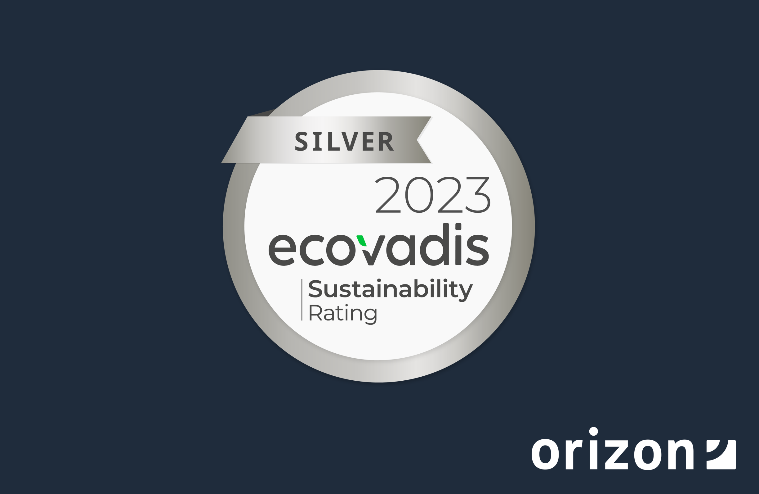 SILVER
2023
ecovadis
Sustainability
Rating
orizon